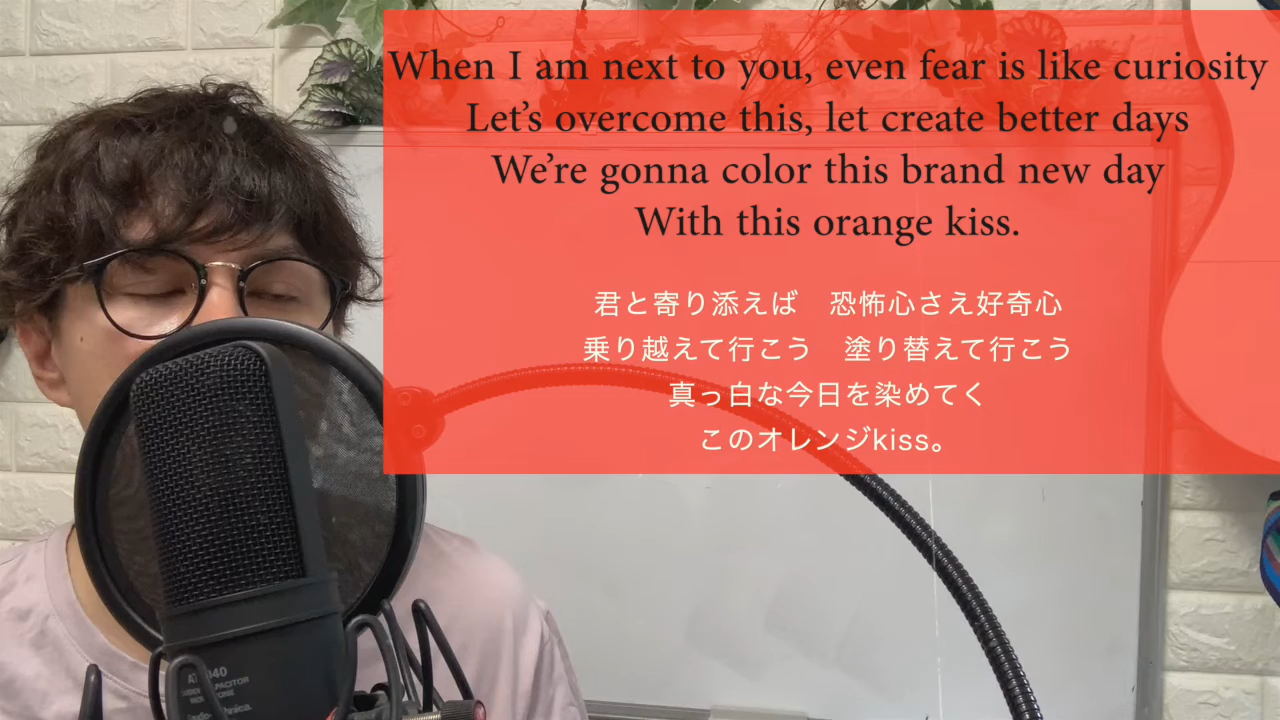 When I am next to you, even fear is like curiosity
Let’s overcome this, let create better days
We’re gonna color this brand new day
With this orange kiss.
君と寄り添えば　恐怖心さえ好奇心
乗り越えて行こう　塗り替えて行こう
真っ白な今日を染めてく
このオレンジkiss。